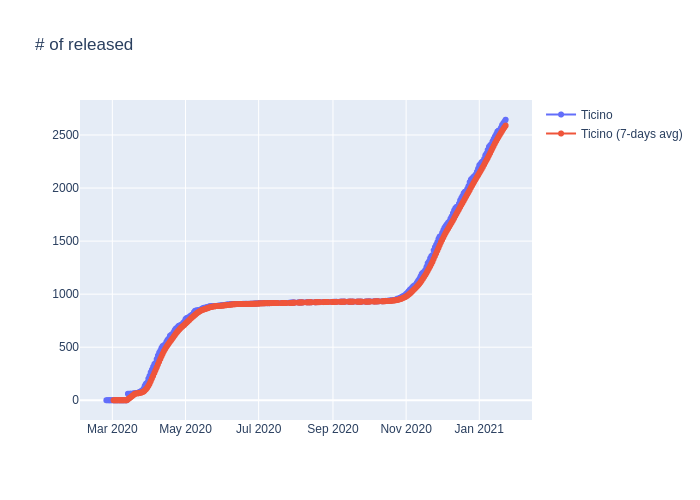 # of released
Ticino
Ticino (7-days avg)
2500
2000
1500
1000
500
0
Mar 2020
May 2020
Jul 2020
Sep 2020
Nov 2020
Jan 2021